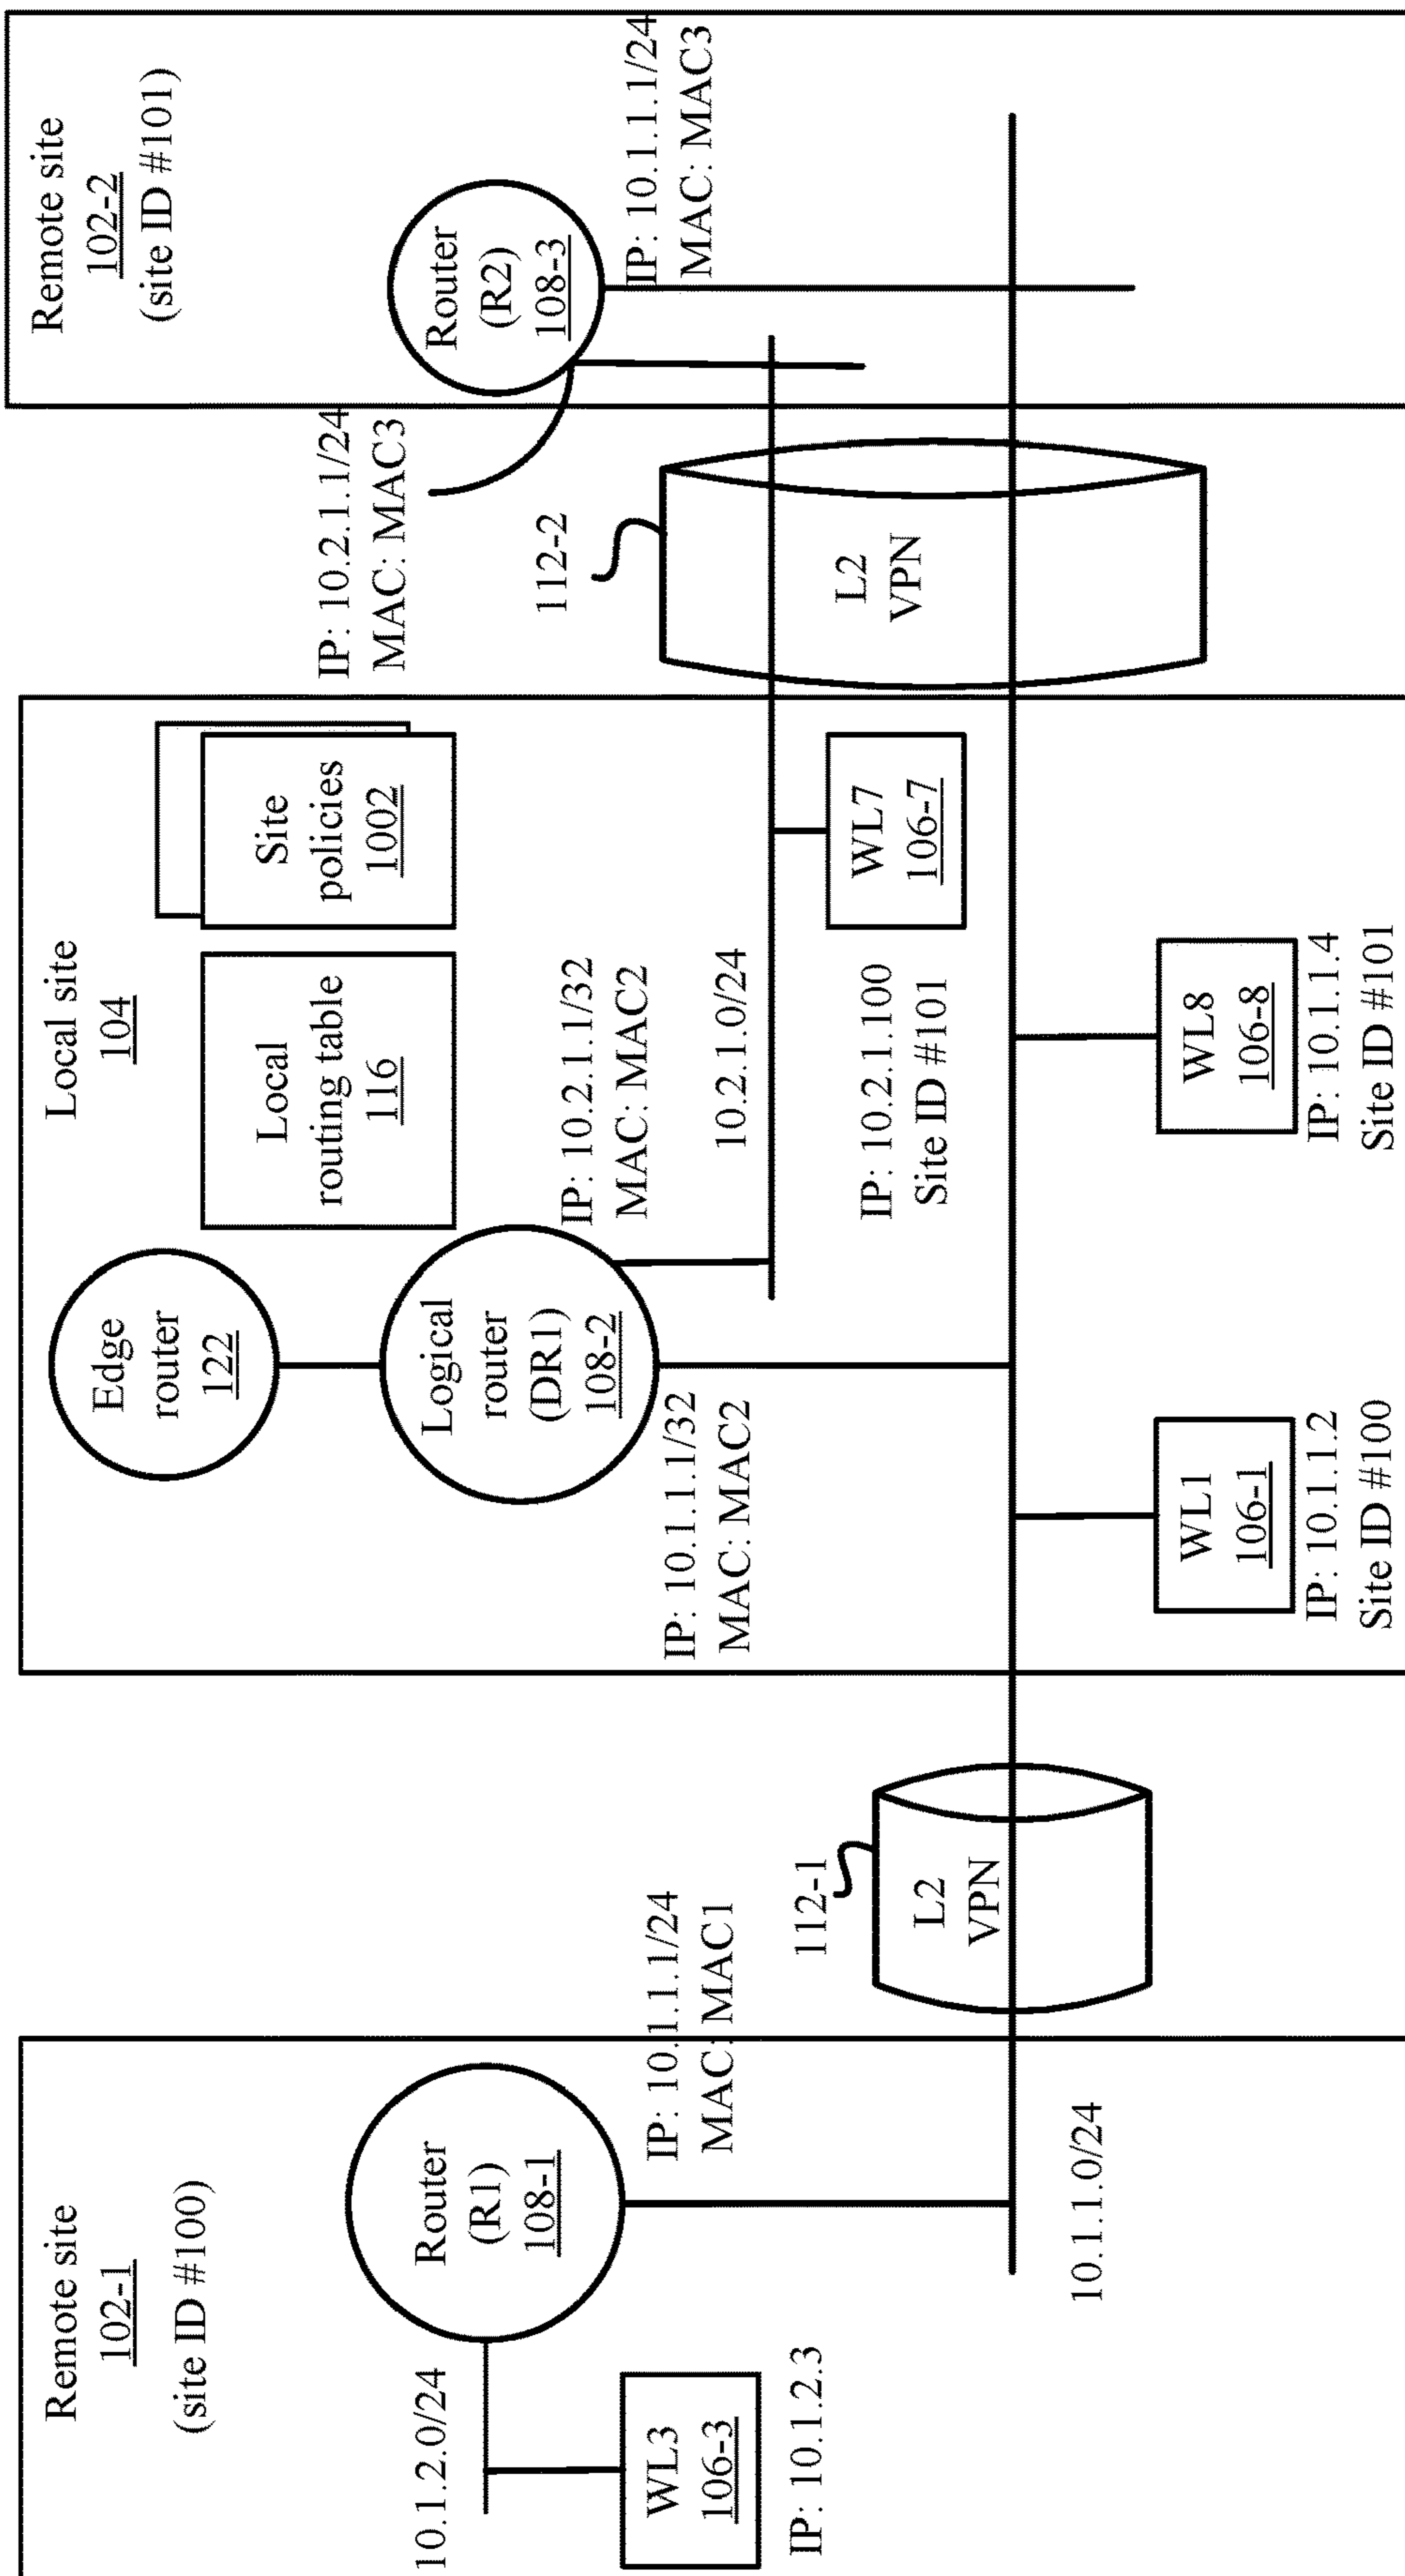 Remote site
102-1
(site ID #100)
Router
(R1)
108-1
10.1.2.0/24
WL3
106-3
IP: 10.1.2.3
IP: 10.1.1.1/24
MAC: MAC1
10.1.1.0/24
112-1
L2
VPN
Local site
104
Edge
router
122
Local
routing table
116
Site
policies
1002
Logical
router
(DR1)
108-2
IP: 10.2.1.1/32
MAC: MAC2
IP: 10.1.1.1/32
MAC: MAC2
10.2.1.0/24
WL7
106-7
IP: 10.2.1.100
Site ID #101
WL1
106-1
IP: 10.1.1.2
Site ID #100
WL8
106-8
IP: 10.1.1.4
Site ID #101
IP: 10.2.1.1/24
MAC: MAC3
112-2
L2
VPN
Remote site
102-2
(site ID #101)
Router
(R2)
108-3
IP: 10.1.1.1/24
MAC: MAC3